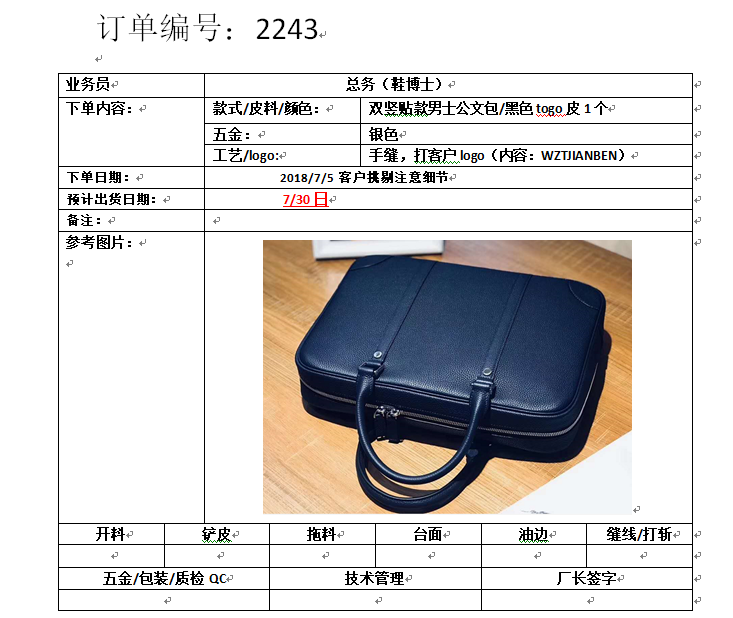 订单编号：2243
业务员 总务（鞋博士）
下单内容： 款式/皮料/颜色： 双竖贴款男士公文包/黑色 togo 皮 1 个
五金： 银色
工艺/logo: 手缝，打客户 logo（内容：WZTJIANBEN）
下单日期： 2018/7/5 客户挑剔注意细节
预计出货日期： 7/30 日
备注：
参考图片：
开料 铲皮 拖料 台面 油边 缝线/打斩
五金/包装/质检 QC 技术管理 厂长签字